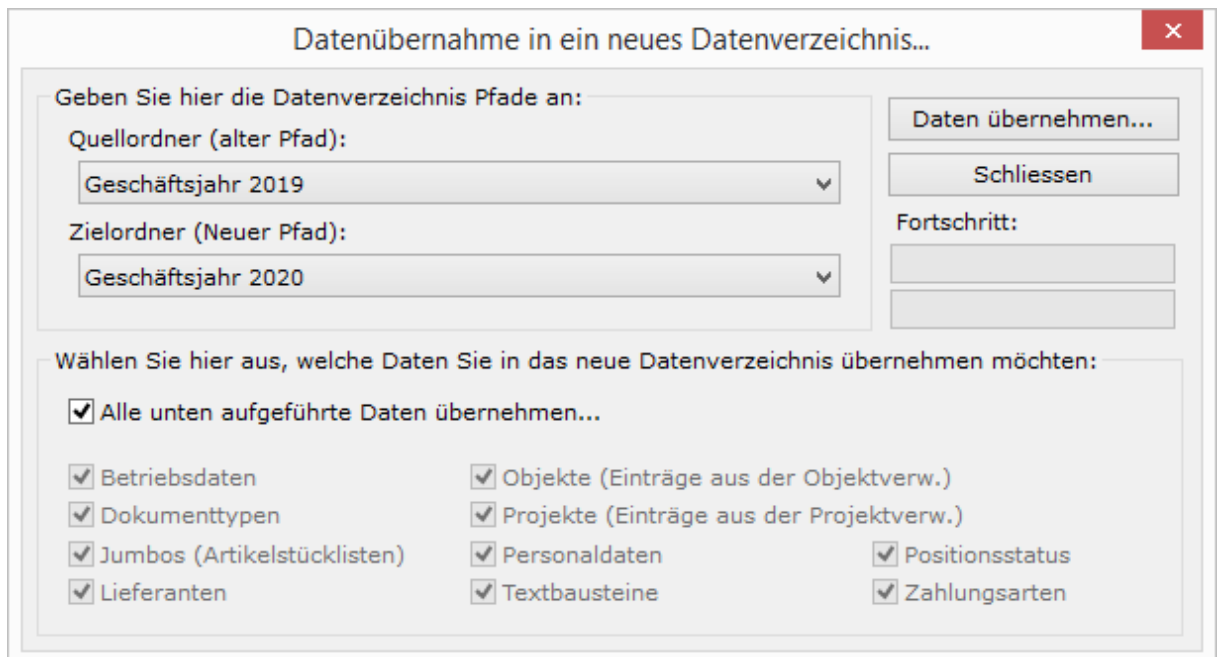 Datenübernahme in ein neues Datenverzeichnis...
Geben Sie hier die Datenverzeichnis Pfade an:
Quellordner (alter Pfad):
Geschäftsjahr 2019
Zielordner (Neuer Pfad):
Geschäftsjahr 2020
Daten übernehmen...
Schliessen
Fortschritt:
Wählen Sie hier aus, welche Daten Sie in das neue Datenverzeichnis übernehmen möchten:
Alle unten aufgeführte Daten übernehmen...
Betriebsdaten
Objekte (Einträge aus der Objektverw.)
Dokumenttypen
Projekte (Einträge aus der Projektverw.)
Jumbos (Artikelstücklisten)
Personaldaten
Positionsstatus
Lieferanten
Textbausteine
Zahlungsarten